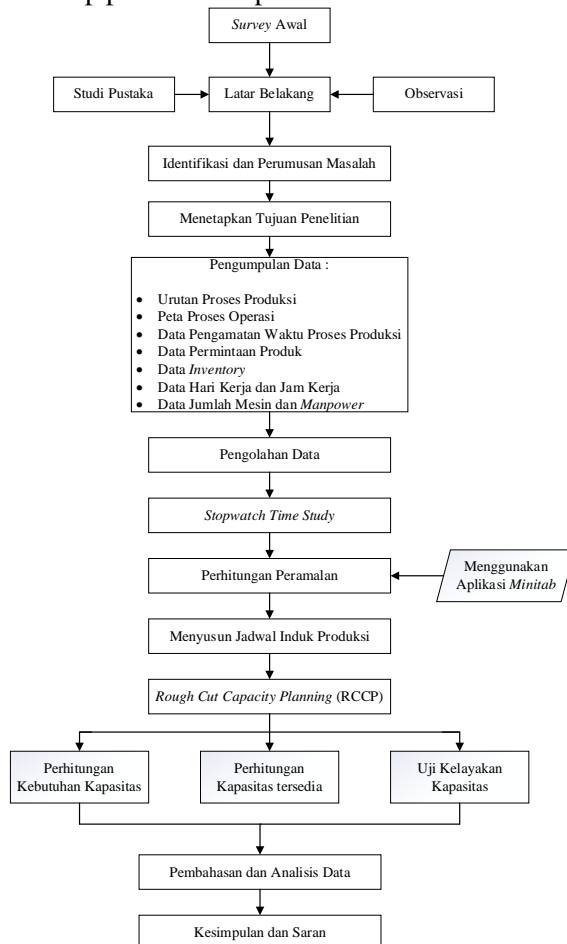 Survey Awal
Studi Pustaka
Latar Belakang
Observasi
Identifikasi dan Perumusan Masalah
Menetapkan Tujuan Penelitian
Pengumpulan Data :
• Urutan Proses Produksi
• Peta Proses Operasi
• Data Pengamatan Waktu Proses Produksi
• Data Permintaan Produk
• Data Inventory
• Data Hari Kerja dan Jam Kerja
• Data Jumlah Mesin dan Manpower
Pengolahan Data
Stopwatch Time Study
Perhitungan Peramalan
Menggunakan
Aplikasi Minitab
Menyusun Jadwal Induk Produksi
Rough Cut Capacity Planning (RCCP)
Perhitungan
Kebutuhan Kapasitas
Perhitungan
Kapasitas tersedia
Uji Kelayakan
Kapasitas
Pembahasan dan Analisis Data
Kesimpulan dan Saran